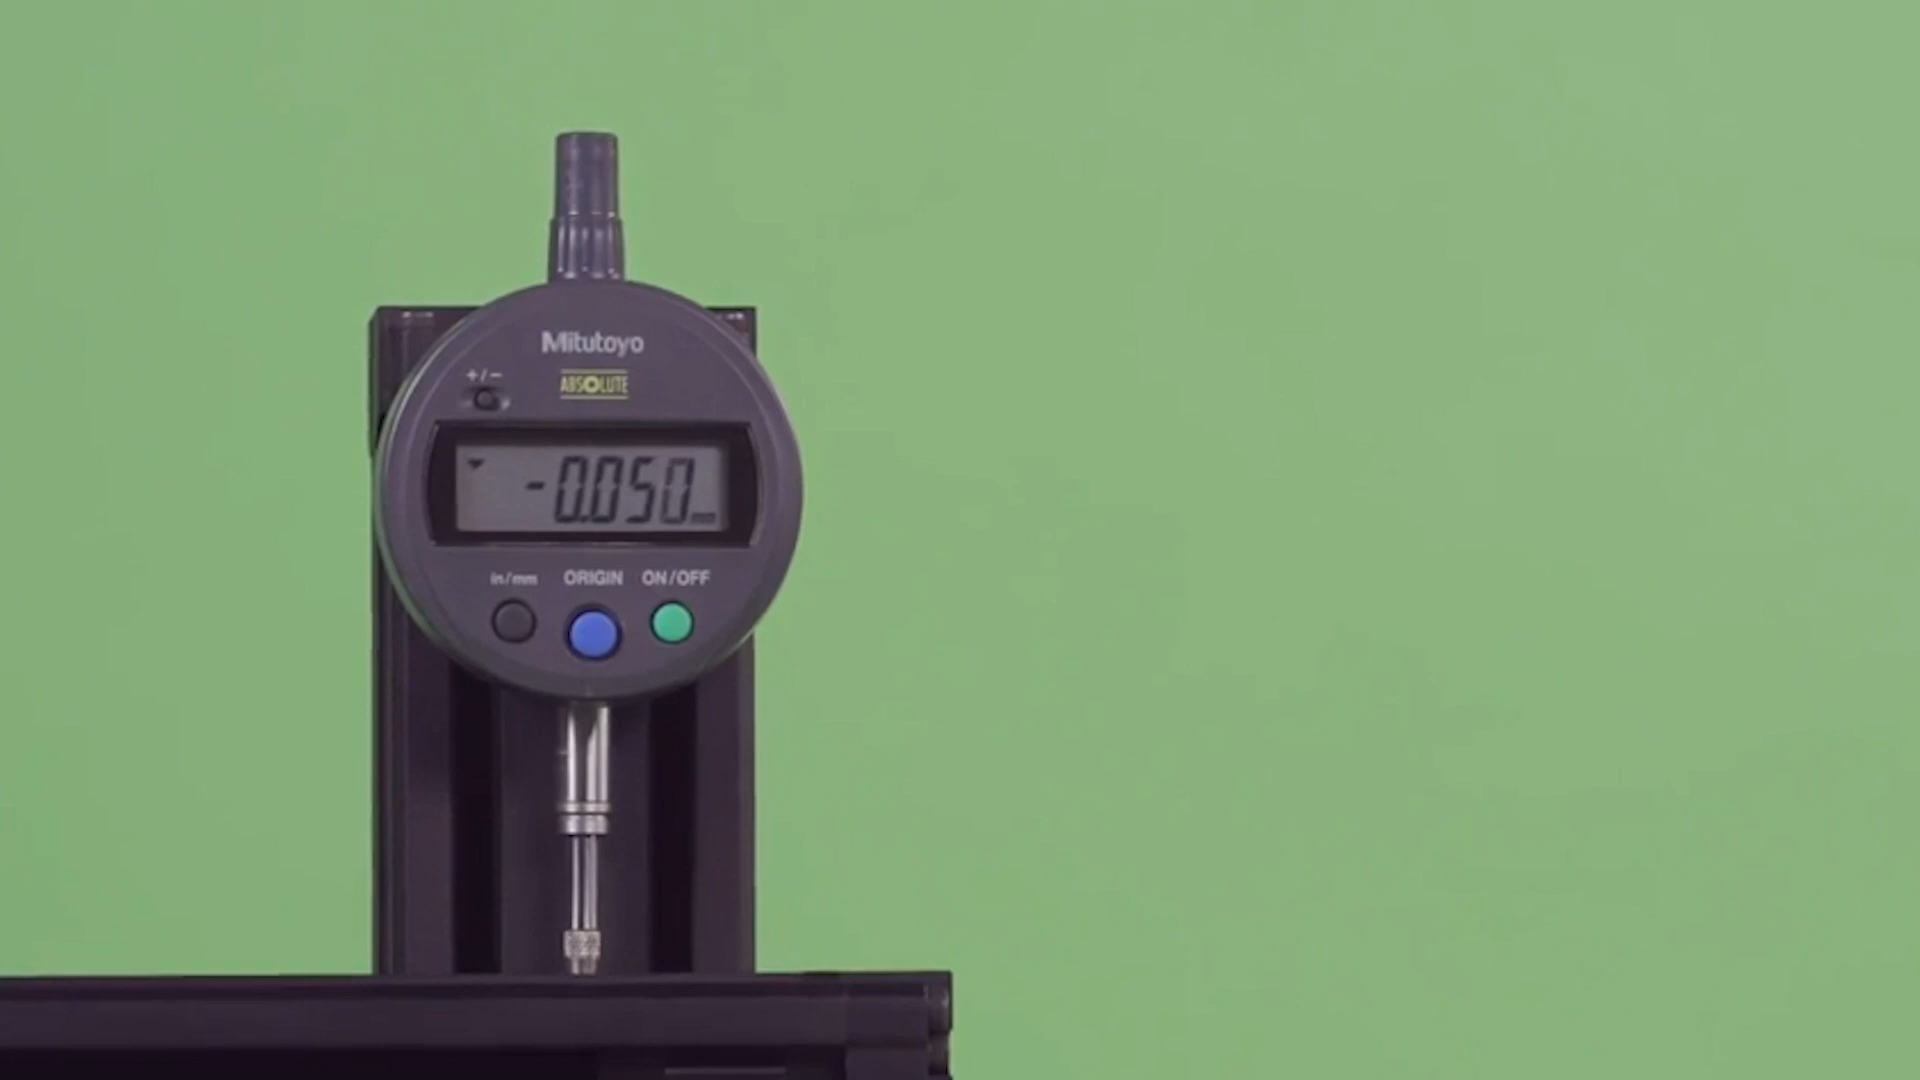 Mitutoyo
+/−
ABSOLUTE
-0.050 mm
in/mm ORIGIN ON/OFF